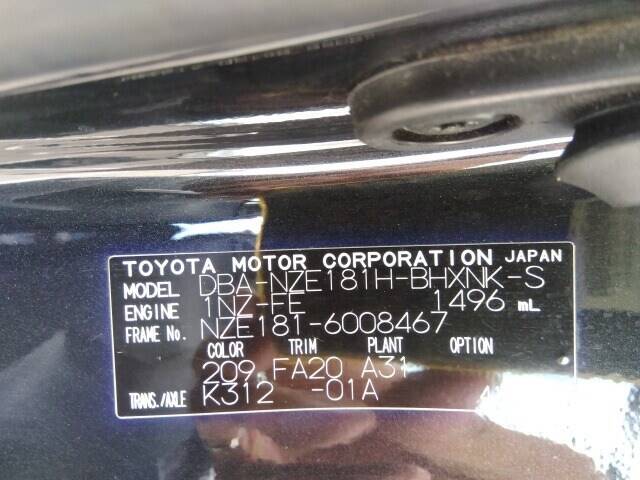 TOYOTA MOTOR CORPORATION JAPAN
MODEL DBA-NZE181H-BHXNK-S
ENGINE 1NZ-FE 1496 mL
FRAME No. NZE181-6008467
COLOR TRIM PLANT OPTION
209 FA20 A31
TRANS./AXLE K312 -01A